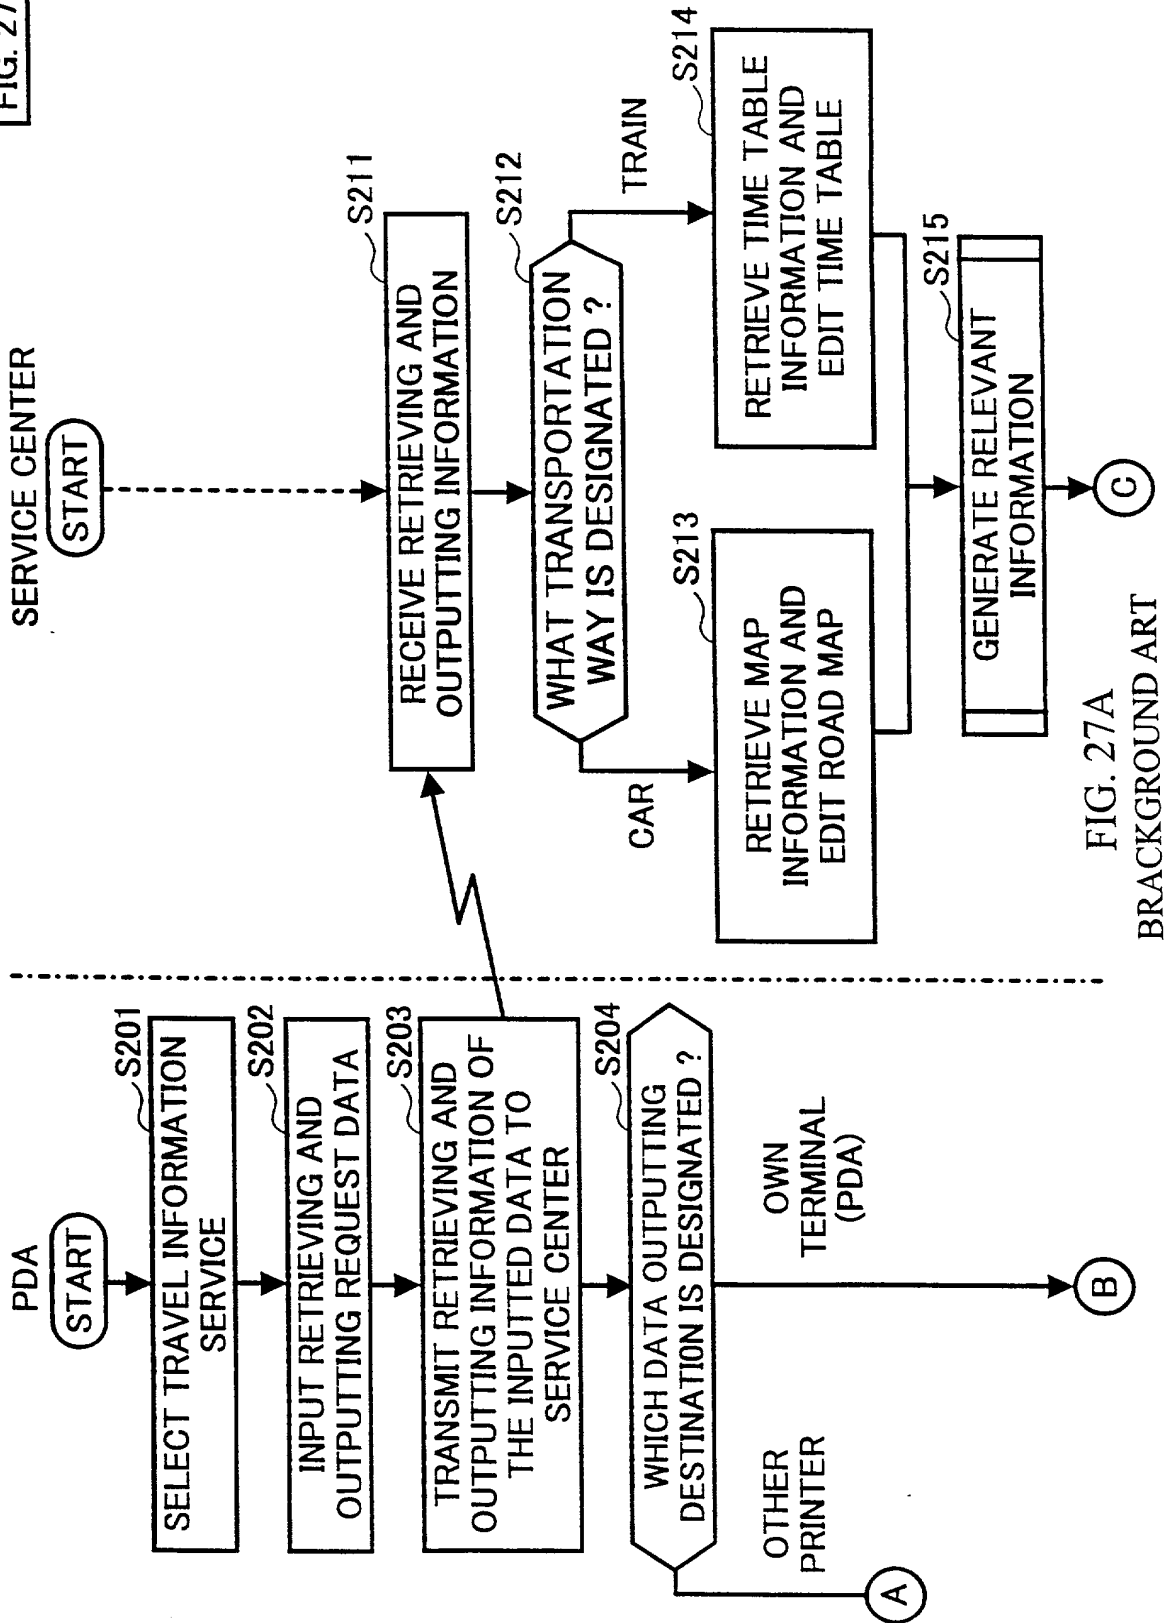 FIG. 27
PDA
START
S201
SELECT TRAVEL INFORMATION
SERVICE
S202
INPUT RETRIEVING AND
OUTPUTTING REQUEST DATA
S203
TRANSMIT RETRIEVING AND
OUTPUTTING INFORMATION OF
THE INPUTTED DATA TO
SERVICE CENTER
S204
WHICH DATA OUTPUTTING
DESTINATION IS DESIGNATED ?
OTHER
PRINTER
OWN
TERMINAL
(PDA)
A
B
SERVICE CENTER
START
S211
RECEIVE RETRIEVING AND
OUTPUTTING INFORMATION
S212
WHAT TRANSPORTATION
WAY IS DESIGNATED ?
CAR
TRAIN
S213
RETRIEVE MAP
INFORMATION AND
EDIT ROAD MAP
S214
RETRIEVE TIME TABLE
INFORMATION AND
EDIT TIME TABLE
S215
GENERATE RELEVANT
INFORMATION
C
FIG. 27A
BRACKGROUND ART